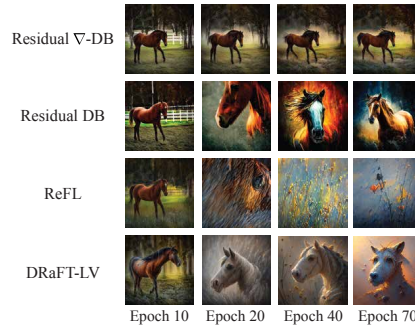 Residual ∇-DB
Residual DB
ReFL
DRaFT-LV
Epoch 10 Epoch 20 Epoch 40 Epoch 70